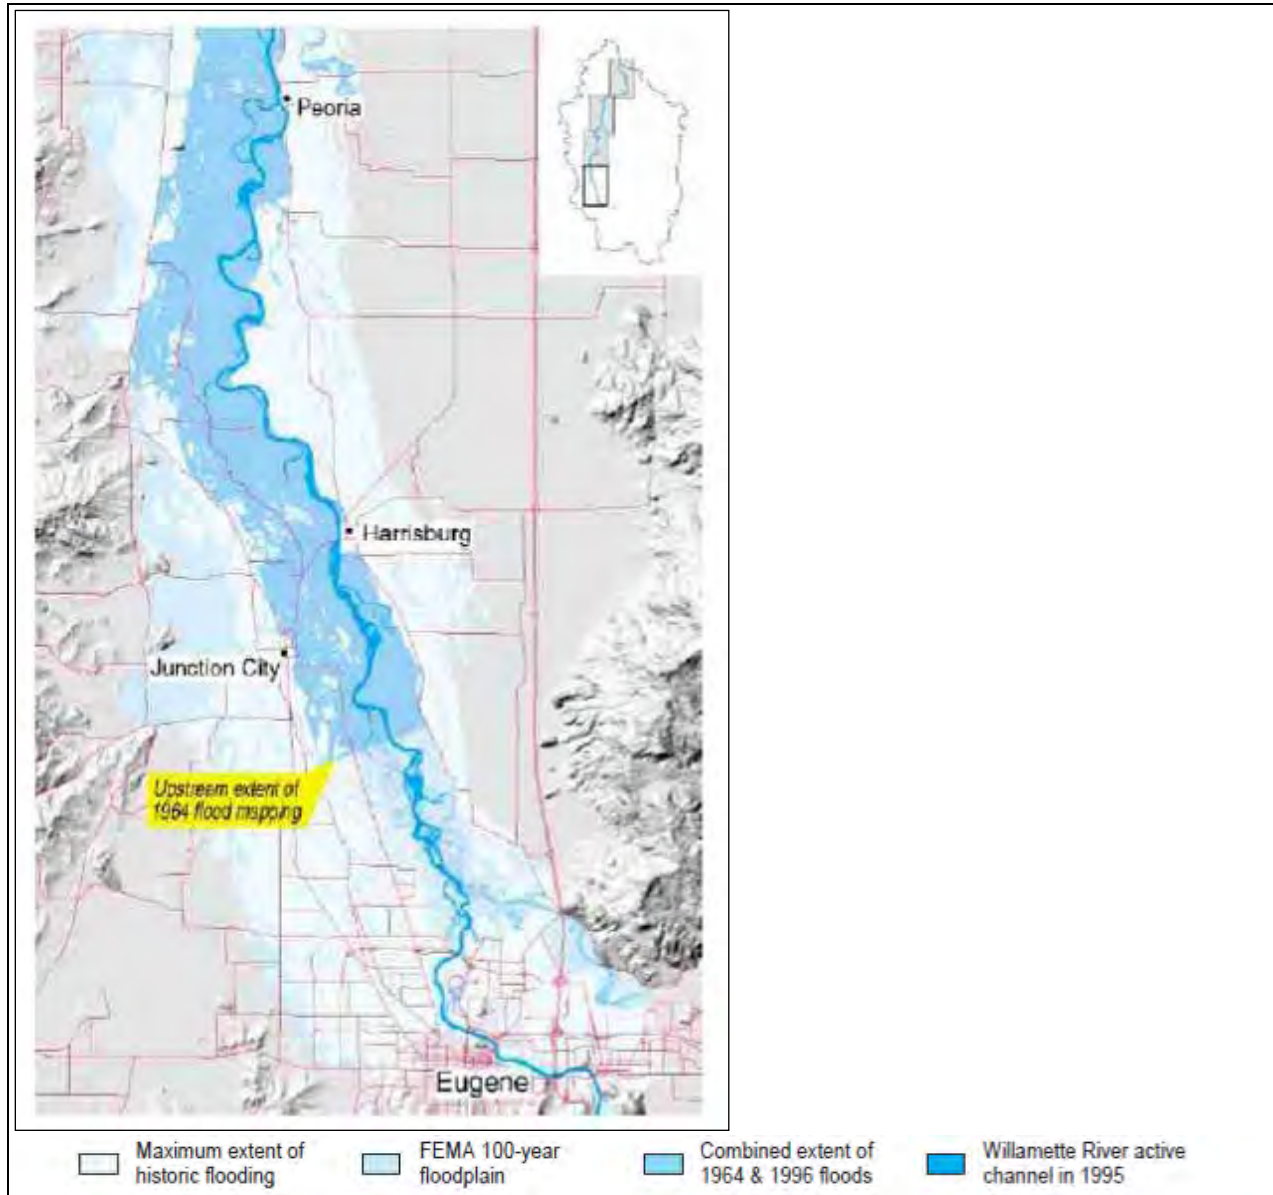 Peoria
Harrisburg
Junction City
Upstream extent of
1964 flood mapping
Eugene
Maximum extent of
historic flooding
FEMA 100-year
floodplain
Combined extent of
1964 & 1996 floods
Willamette River active
channel in 1995